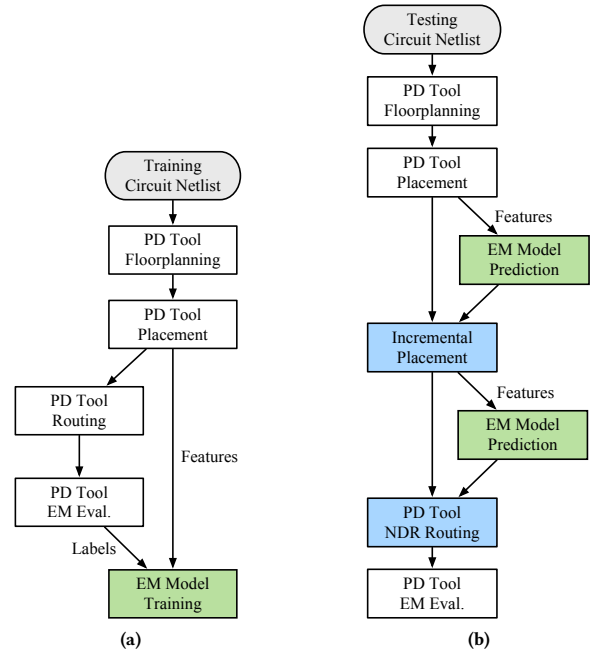 Training
Circuit Netlist
PD Tool
Floorplanning
PD Tool
Placement
PD Tool
Routing
Features
PD Tool
EM Eval.
Labels
EM Model
Training
(a)
Testing
Circuit Netlist
PD Tool
Floorplanning
PD Tool
Placement
Features
EM Model
Prediction
Incremental
Placement
Features
EM Model
Prediction
PD Tool
NDR Routing
PD Tool
EM Eval.
(b)